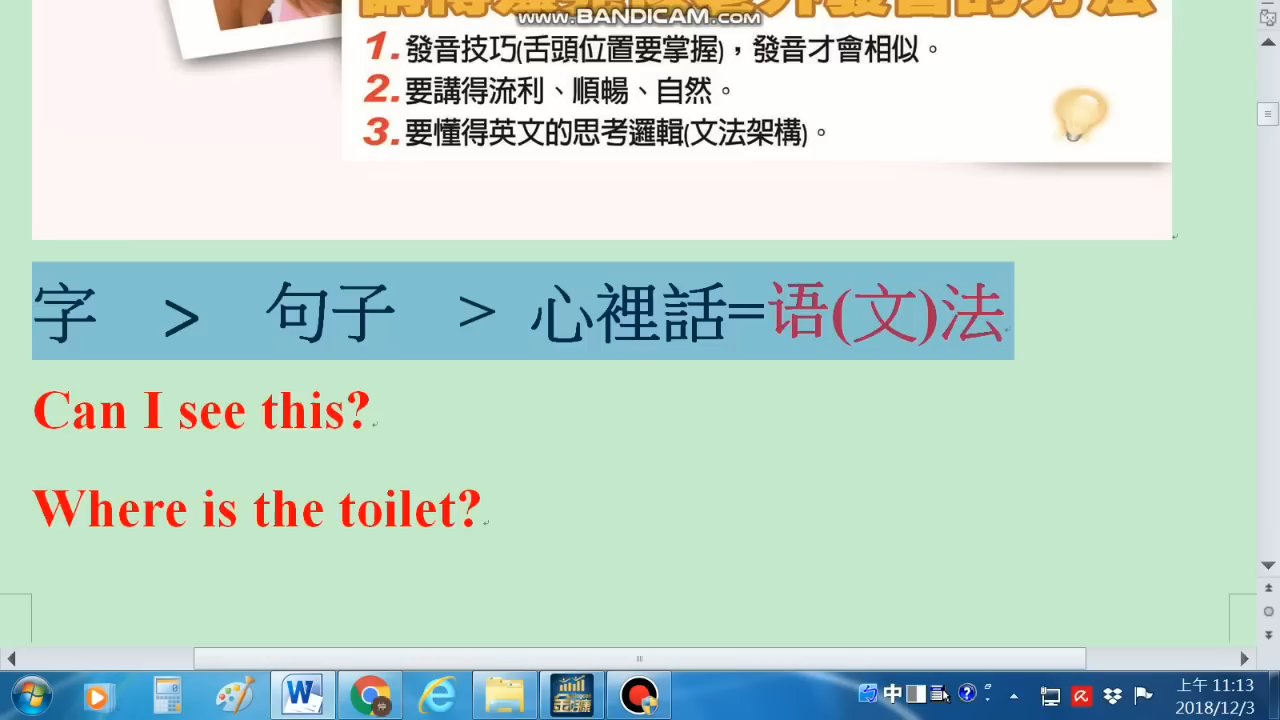 WWW.BANDICAM.COM
1. 發音技巧(舌頭位置要掌握)，發音才會相似。
2. 要講得流利、順暢、自然。
3. 要懂得英文的思考邏輯(文法架構)。
字 > 句子 > 心裡話=语(文)法
Can I see this?
Where is the toilet?
中
上午 11:13
2018/12/3